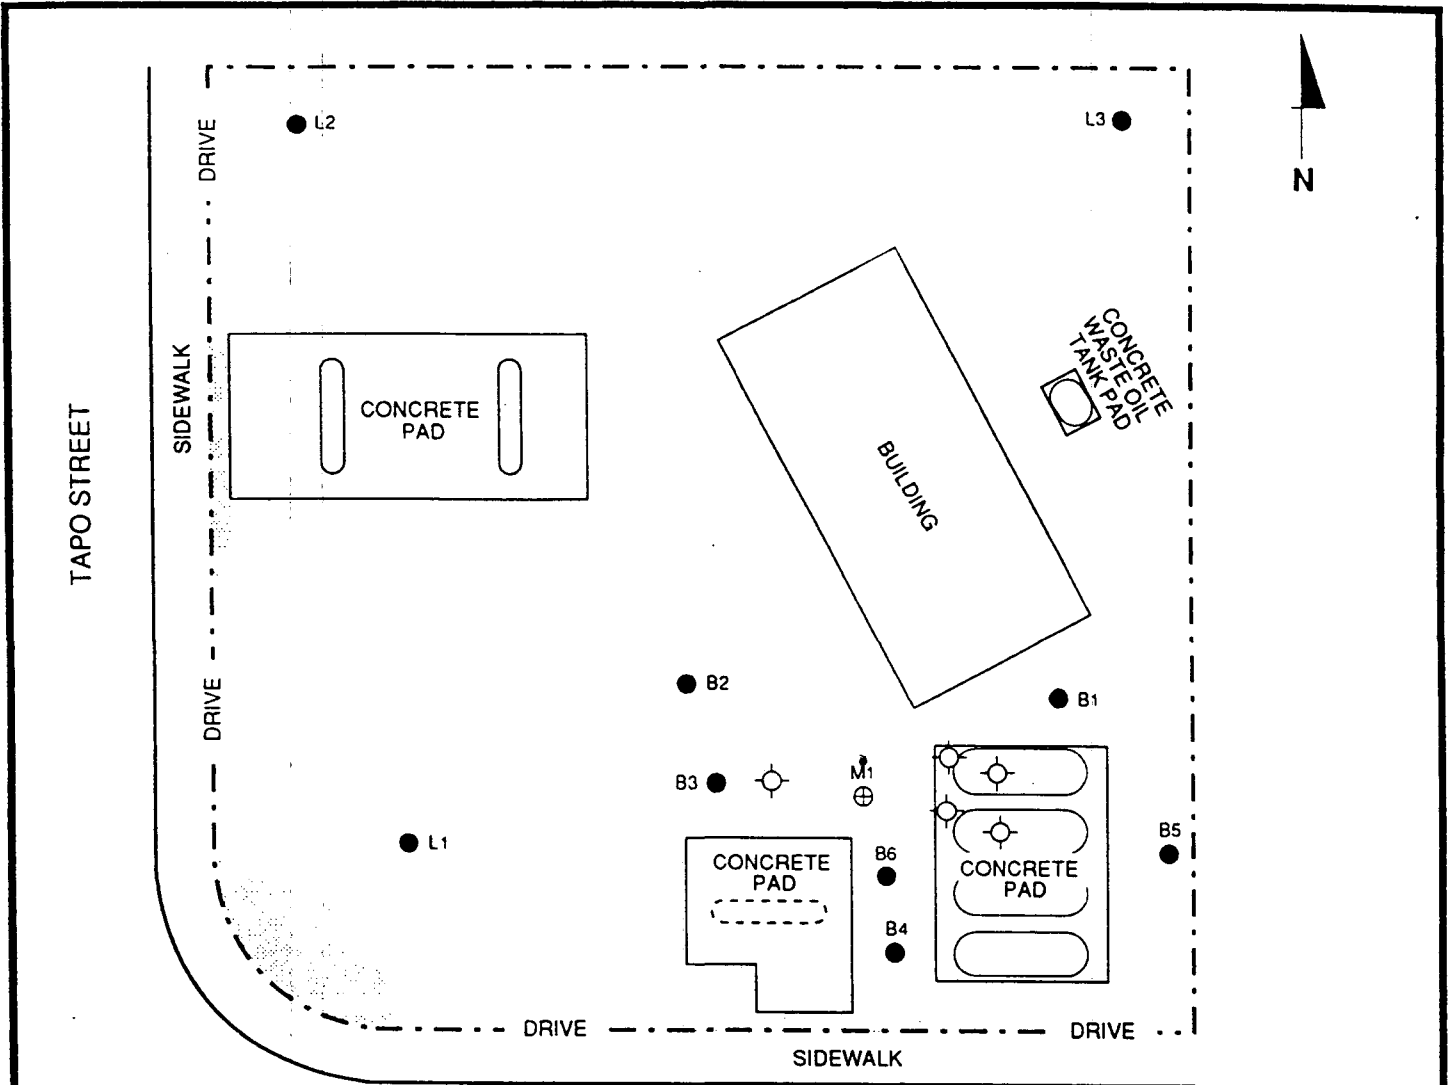 L2
L3
DRIVE
N
SIDEWALK
CONCRETE
PAD
CONCRETE
WASTE OIL
TANK PAD
TAPO STREET
BUILDING
DRIVE
B2
B1
B3
M1
L1
B5
CONCRETE
PAD
B6
CONCRETE
PAD
B4
DRIVE
DRIVE
SIDEWALK